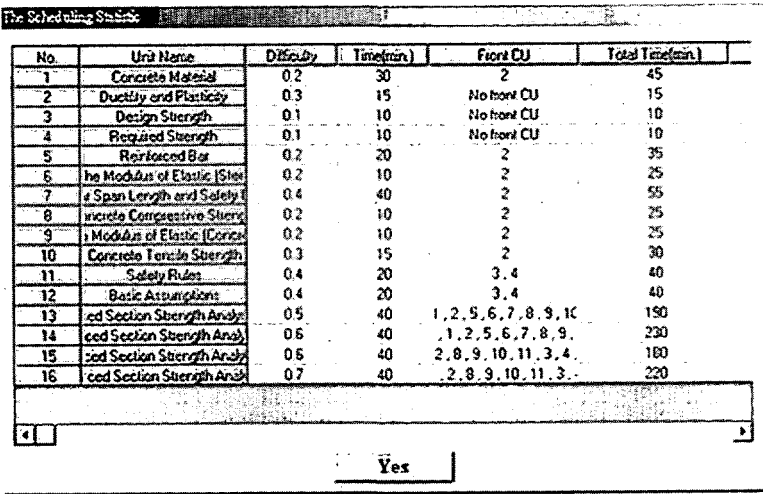 The Scheduling Statistic
No. Unit Name Difficulty Time(min.) Front CU Total Time(min.)
1 Concrete Material 0.2 30 2 45
2 Ductility and Plasticity 0.3 15 No front CU 15
3 Design Strength 0.1 10 No front CU 10
4 Required Strength 0.1 10 No front CU 10
5 Reinforced Bar 0.2 20 2 35
6 he Modulus of Elastic (Stee 0.2 10 2 25
7 Span Length and Safety 0.4 40 2 55
8 oncrete Compressive Streng 0.2 10 2 25
9 Modulus of Elastic (Concre 0.2 10 2 25
10 Concrete Tensile Strength 0.3 15 2 30
11 Safety Rules 0.4 20 3, 4 40
12 Basic Assumptions 0.4 20 3, 4 40
13 ced Section Strength Analy 0.5 40 1, 2, 5, 6, 7, 8, 9, 10 190
14 ced Section Strength Analy 0.6 40 , 1, 2, 5, 6, 7, 8, 9, 230
15 ced Section Strength Analy 0.6 40 2, 8, 9, 10, 11, 3, 4, 180
16 ced Section Strength Analy 0.7 40 , 2, 8, 9, 10, 11, 3, 220
Yes